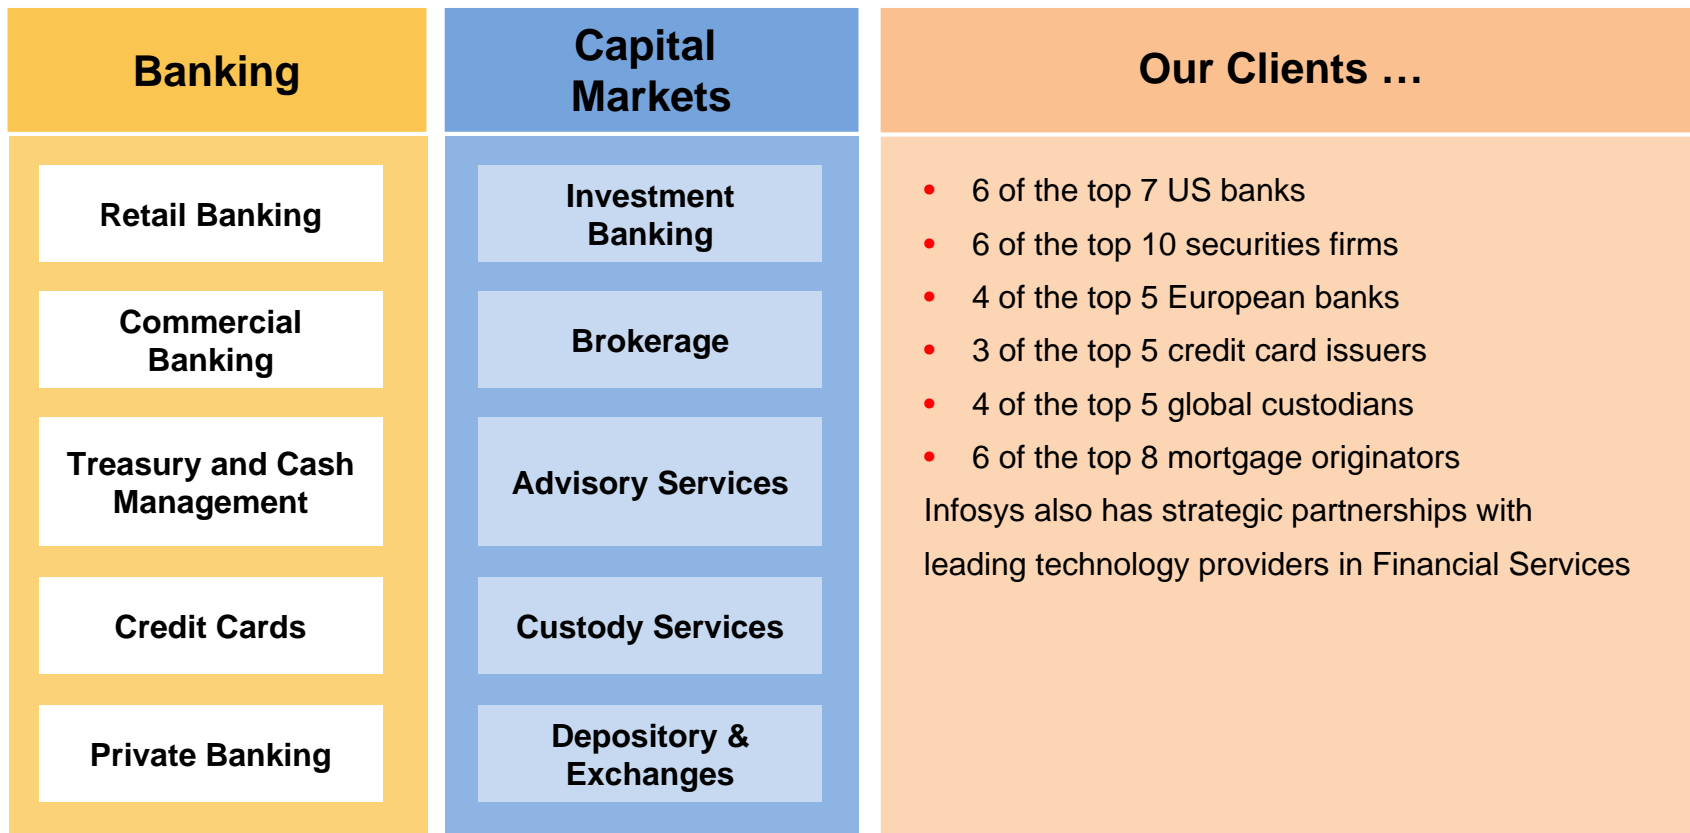 Banking
Retail Banking
Commercial
Banking
Treasury and Cash
Management
Credit Cards
Private Banking
Capital
Markets
Investment
Banking
Brokerage
Advisory Services
Custody Services
Depository &
Exchanges
Our Clients …
• 6 of the top 7 US banks
• 6 of the top 10 securities firms
• 4 of the top 5 European banks
• 3 of the top 5 credit card issuers
• 4 of the top 5 global custodians
• 6 of the top 8 mortgage originators
Infosys also has strategic partnerships with
leading technology providers in Financial Services